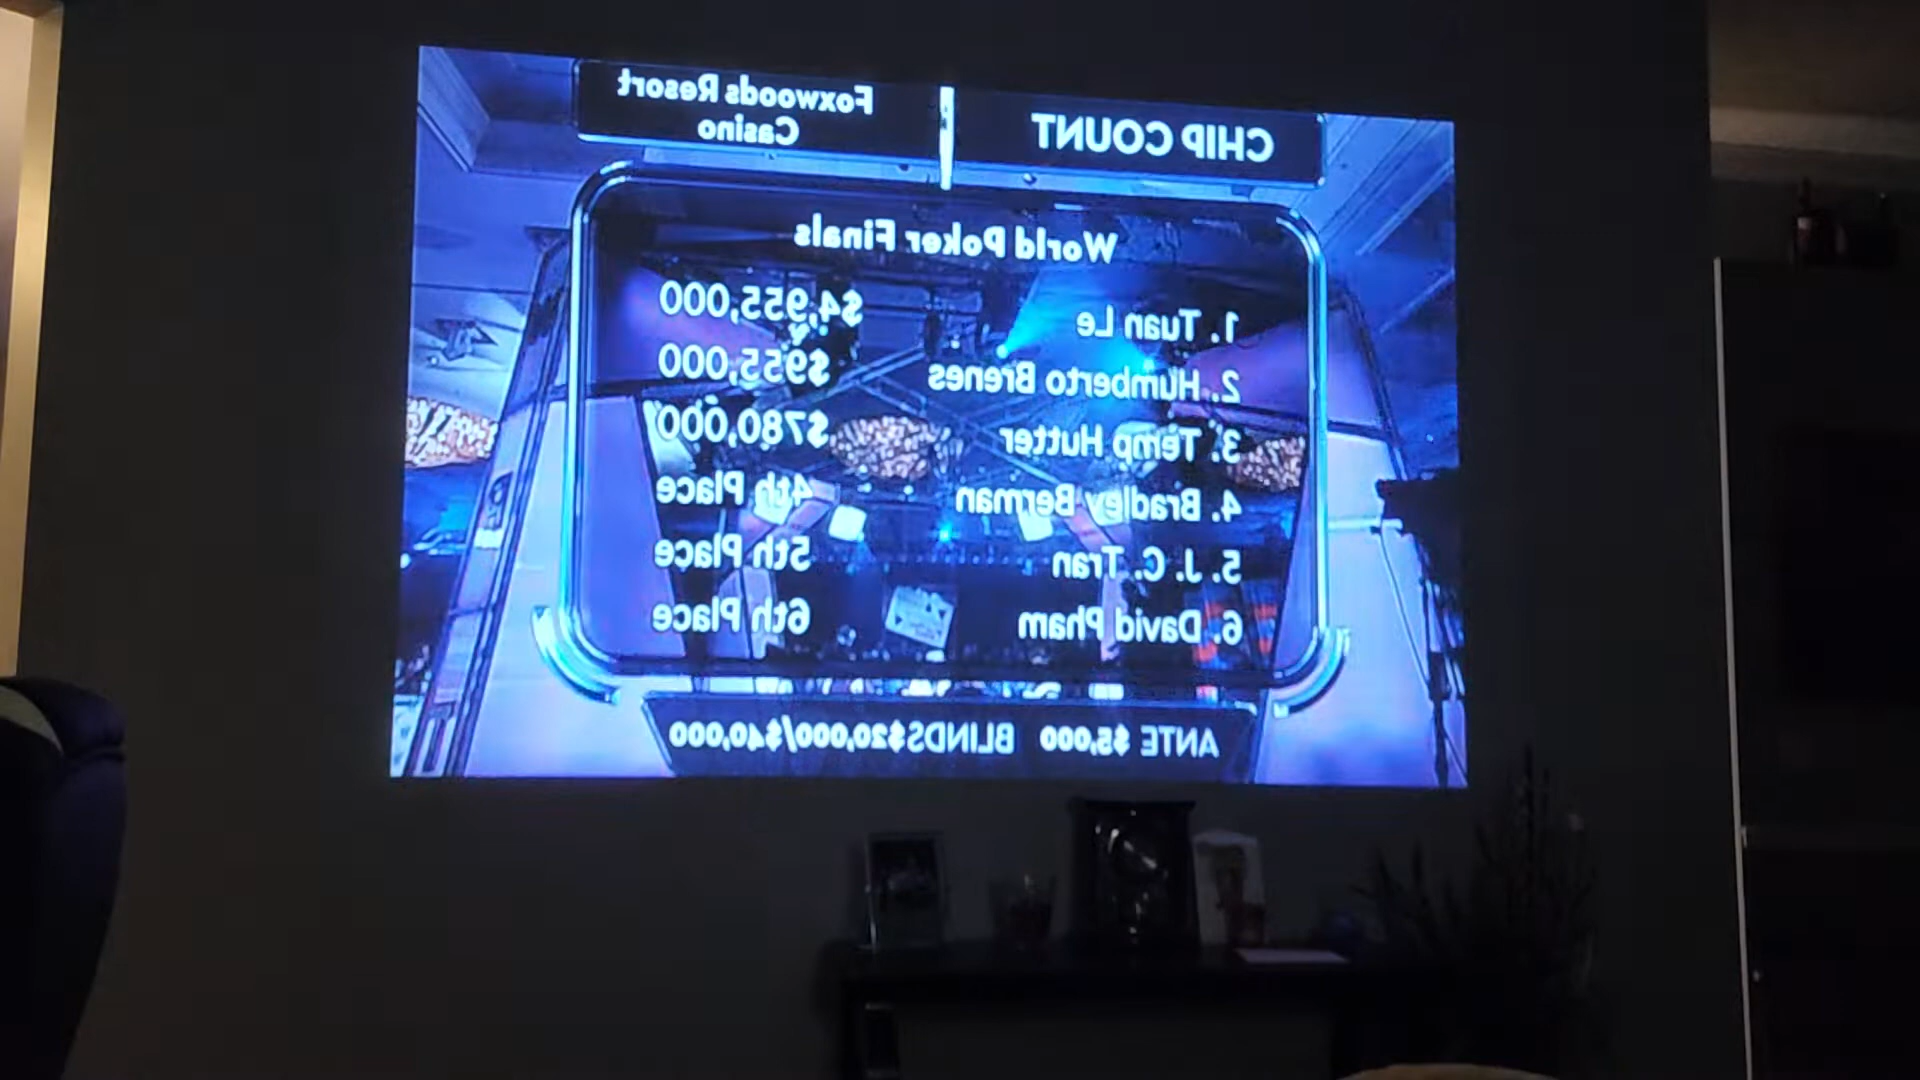 CHIP COUNT
Foxwoods Resort
Casino
World Poker Finals
1. Tuan Le $4,955,000
2. Humberto Brenes $955,000
3. Temp Hutter $780,000
4. Bradley Berman 4th Place
5. J. C. Tran 5th Place
6. David Pham 6th Place
ANTE $5,000 BLINDS $20,000/$40,000